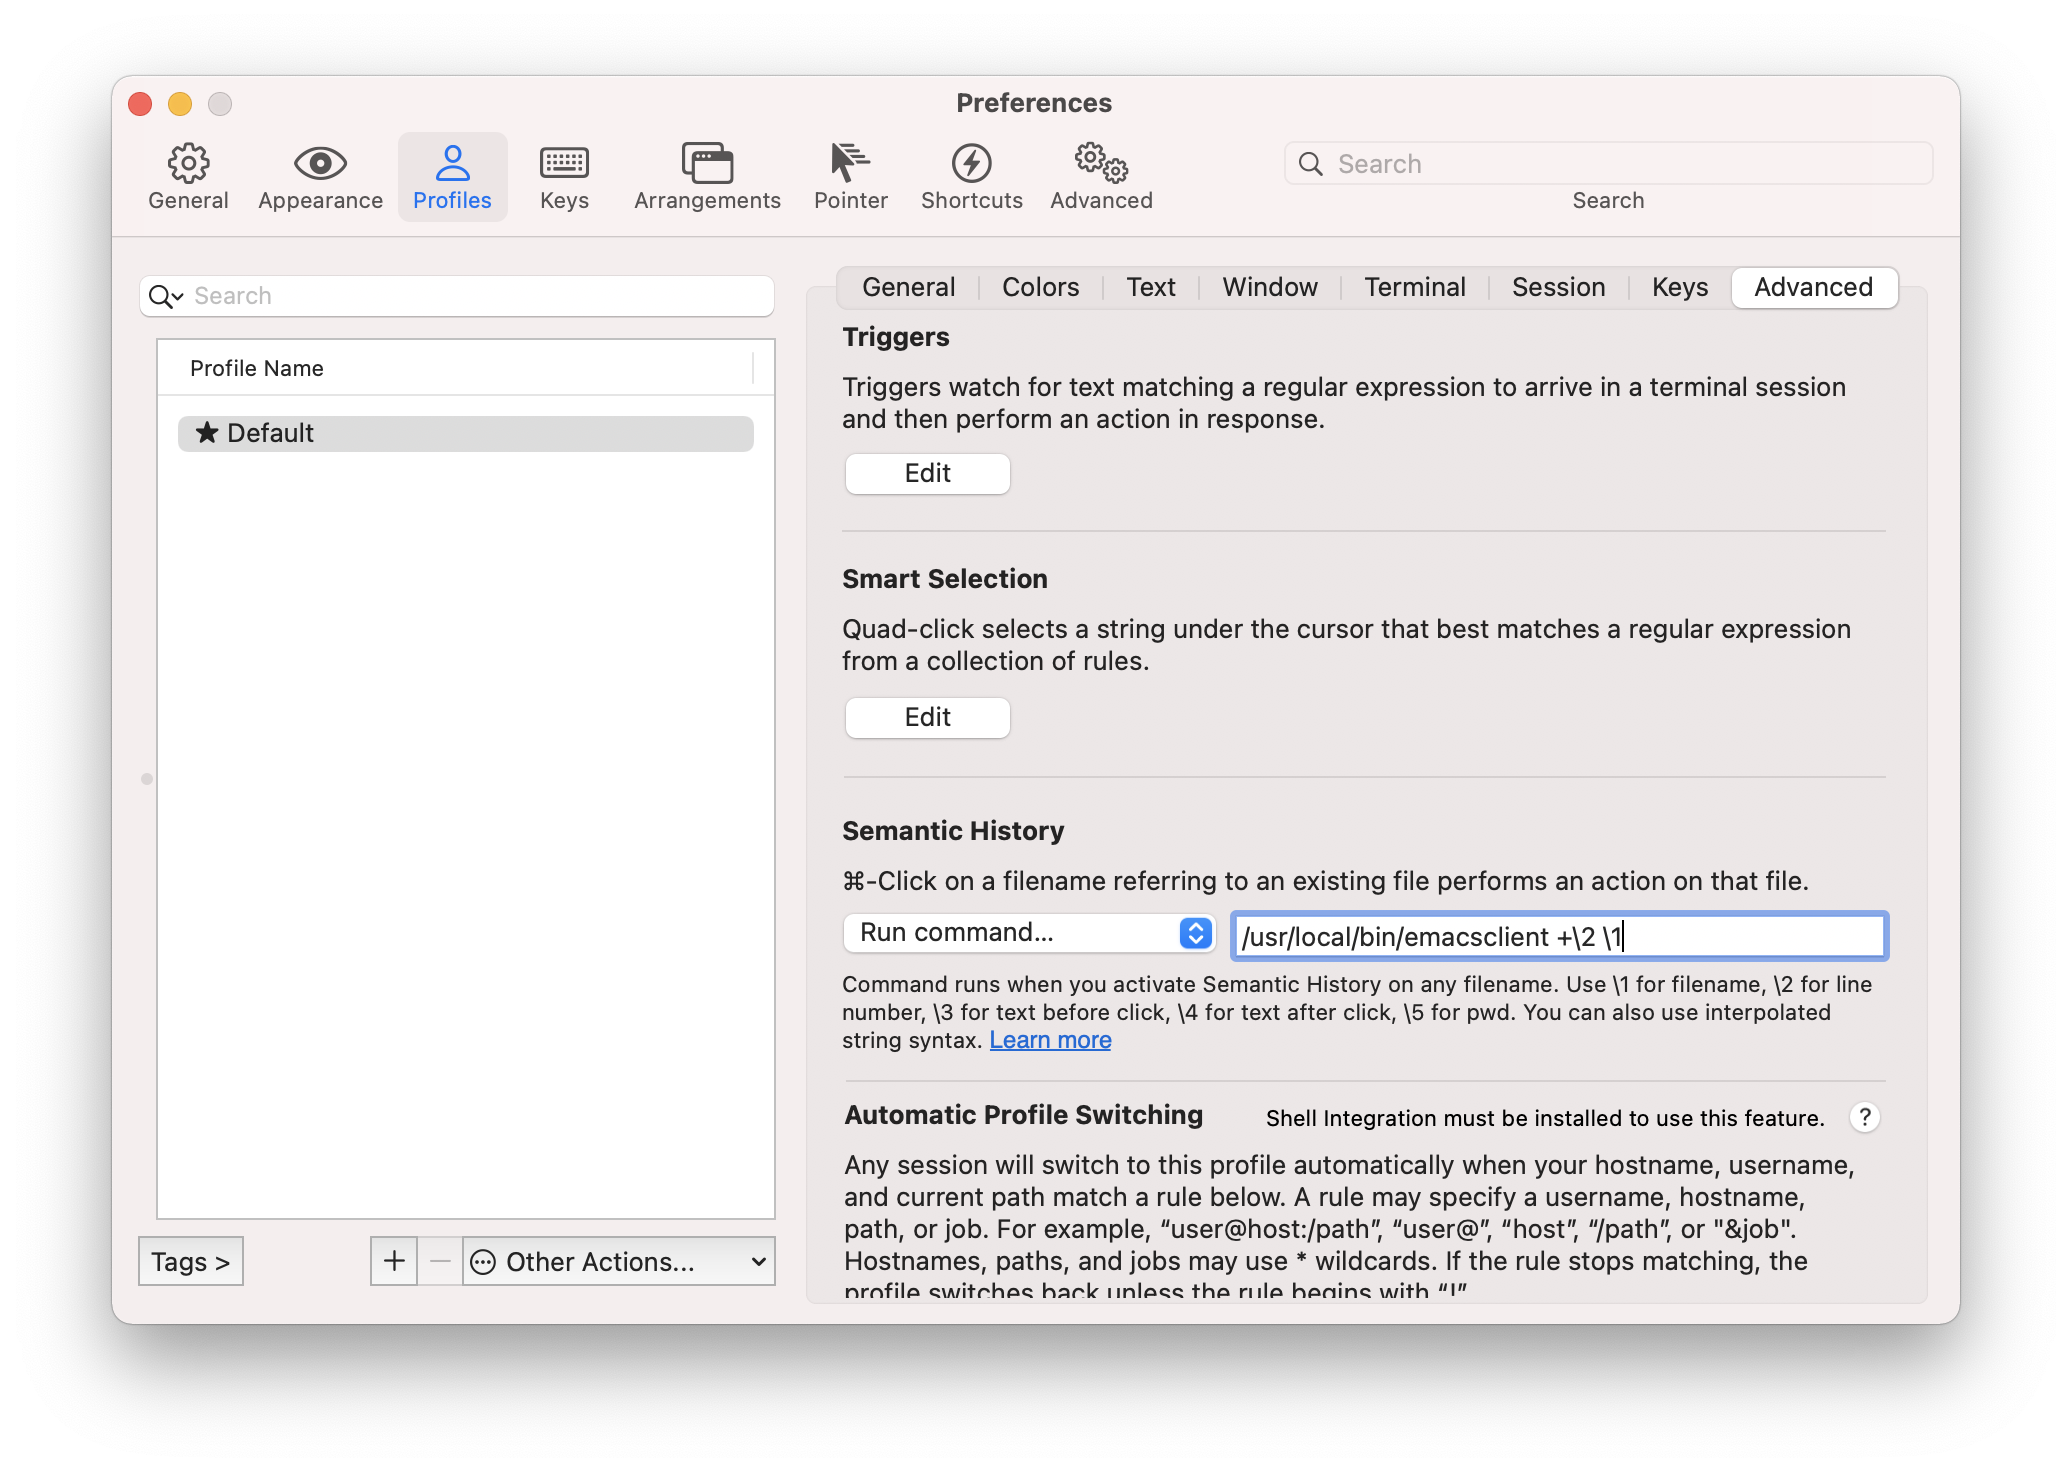 Preferences
General
Appearance
Profiles
Keys
Arrangements
Pointer
Shortcuts
Advanced
Search
Search
Search
Profile Name
★ Default
Tags >
+
−
Other Actions...
General
Colors
Text
Window
Terminal
Session
Keys
Advanced
Triggers
Triggers watch for text matching a regular expression to arrive in a terminal session
and then perform an action in response.
Edit
Smart Selection
Quad-click selects a string under the cursor that best matches a regular expression
from a collection of rules.
Edit
Semantic History
⌘-Click on a filename referring to an existing file performs an action on that file.
Run command...
/usr/local/bin/emacsclient +\2 \1
Command runs when you activate Semantic History on any filename. Use \1 for filename, \2 for line
number, \3 for text before click, \4 for text after click, \5 for pwd. You can also use interpolated
string syntax. Learn more
Automatic Profile Switching
Shell Integration must be installed to use this feature.
?
Any session will switch to this profile automatically when your hostname, username,
and current path match a rule below. A rule may specify a username, hostname,
path, or job. For example, “user@host:/path”, “user@”, “host”, “/path”, or "&job".
Hostnames, paths, and jobs may use * wildcards. If the rule stops matching, the
profile switches back unless the rule begins with “!”